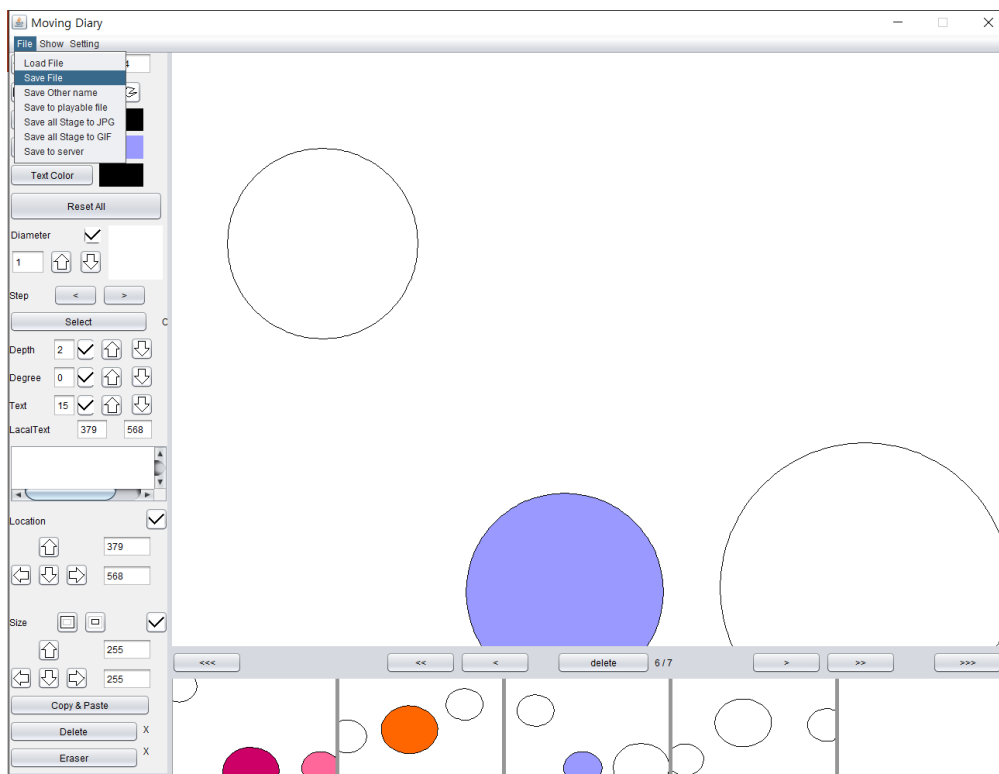 Moving Diary
File Show Setting
Load File
Save File
Save Other name
Save to playable file
Save all Stage to JPG
Save all Stage to GIF
Save to server
Text Color
Reset All
Diameter
1
Step < >
Select
Depth 2
Degree 0
Text 15
LacalText 379 568
Location
379
568
Size
255
255
Copy & Paste
Delete X
Eraser X
<<< << < delete 6 / 7 > >> >>>